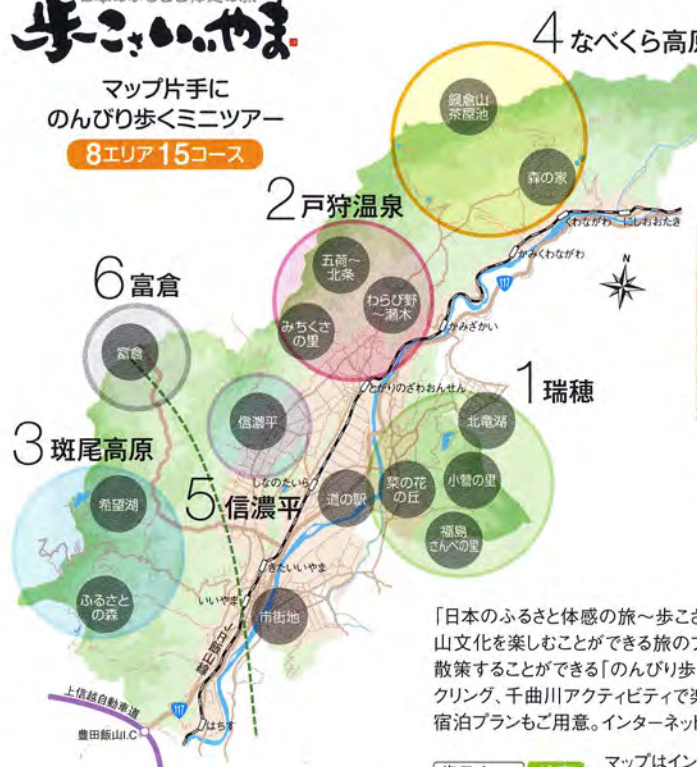 歩こさいいやま
マップ片手に
のんびり歩くミニツアー
8エリア15コース
4 なべくら高原
鍋倉山
茶屋池
森の家
2 戸狩温泉
五荷～
北条
わらび野
～瀬木
みちくさ
の里
くわながわ
にしおおたき
かみくわながわ
N
117
かみざかい
6 富倉
富倉
とがりのざわおんせん
1 瑞穂
北竜湖
信濃平
3 斑尾高原
希望湖
しなのたいら
5 信濃平
道の駅
菜の花
の丘
小菅の里
福島
さんべの里
きたいいやま
ふるさと
の森
いいやま
市街地
JR飯山線
上信越自動車道
117
豊田飯山I.C
はちす
「日本のふるさと体感の旅～歩こさ
山文化を楽しむことができる旅の
散策することができる「のんびり歩
クリング、千曲川アクティビティで楽
宿泊プランもご用意。インターネット
マップはイン